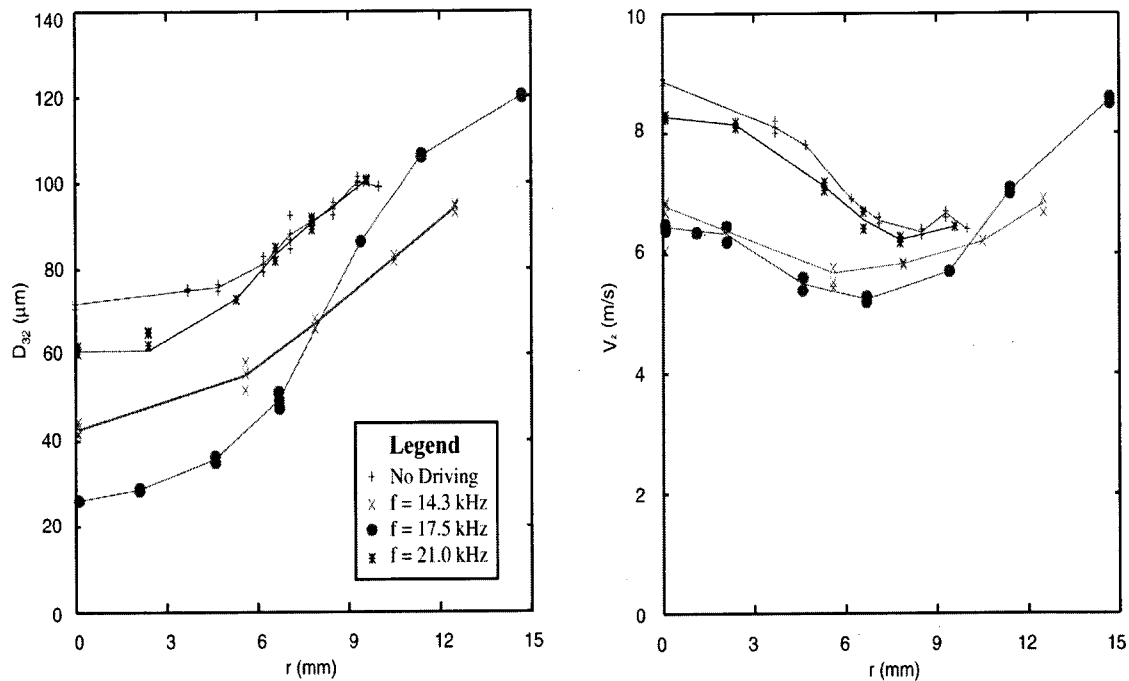 140
120
100
80
60
40
20
0
D32 (μm)
0 3 6 9 12 15
r (mm)
Legend
+ No Driving
× f = 14.3 kHz
● f = 17.5 kHz
✱ f = 21.0 kHz
10
8
6
4
2
0
Vz (m/s)
0 3 6 9 12 15
r (mm)